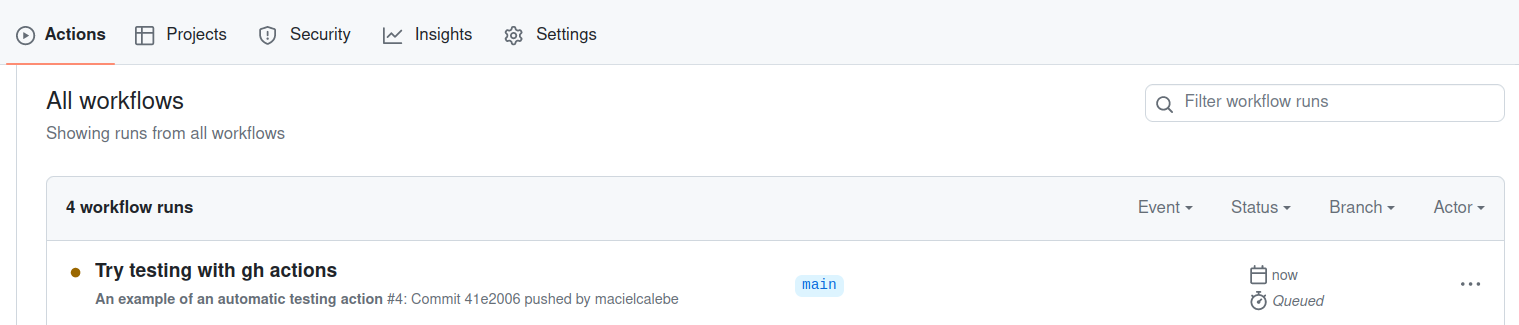 Actions Projects Security Insights Settings
All workflows
Filter workflow runs
Showing runs from all workflows
4 workflow runs Event Status Branch Actor
Try testing with gh actions
An example of an automatic testing action #4: Commit 41e2006 pushed by macielcalebe
main
now
Queued